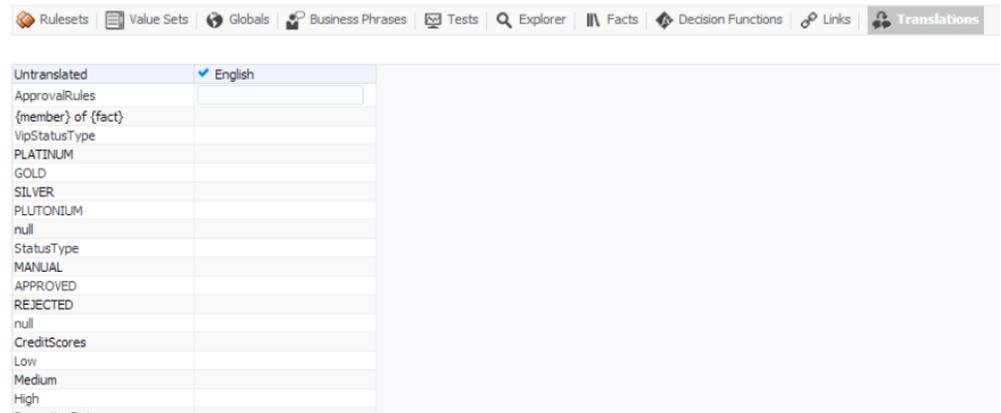 Rulesets Value Sets Globals Business Phrases Tests Explorer Facts Decision Functions Links Translations
Untranslated English
ApprovalRules
{member} of {fact}
VipStatusType
PLATINUM
GOLD
SILVER
PLUTONIUM
null
StatusType
MANUAL
APPROVED
REJECTED
null
CreditScores
Low
Medium
High